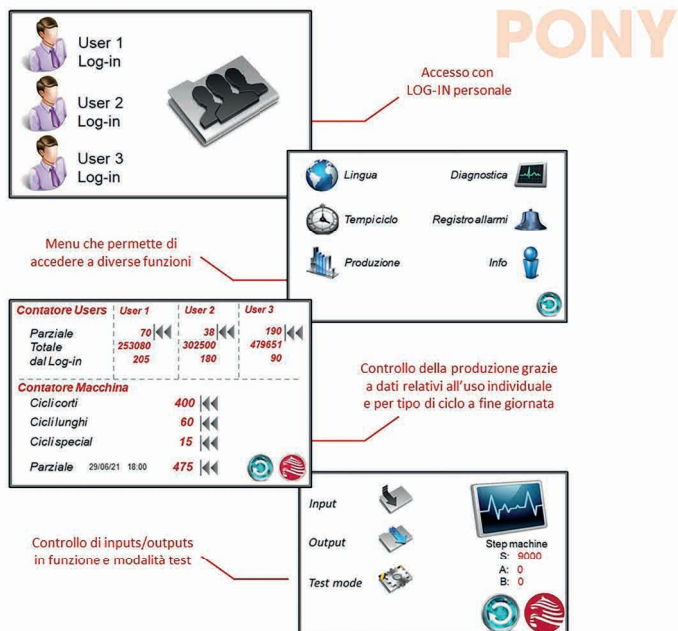 PONY
User 1
Log-in
User 2
Log-in
User 3
Log-in
Accesso con
LOG-IN personale
Lingua Diagnostica
Tempi ciclo Registro allarmi
Produzione Info
Menu che permette di
accedere a diverse funzioni
Contatore Users User 1 User 2 User 3
Parziale 70 38 190
Totale 253080 302500 479651
dal Log-in 205 180 90
Contatore Macchina
Cicli corti 400
Cicli lunghi 60
Cicli special 15
Parziale 29/06/21 18:00 475
Controllo della produzione grazie
a dati relativi all'uso individuale
e per tipo di ciclo a fine giornata
Input
Output
Test mode
Step machine
S: 9000
A: 0
B: 0
Controllo di inputs/outputs
in funzione e modalità test